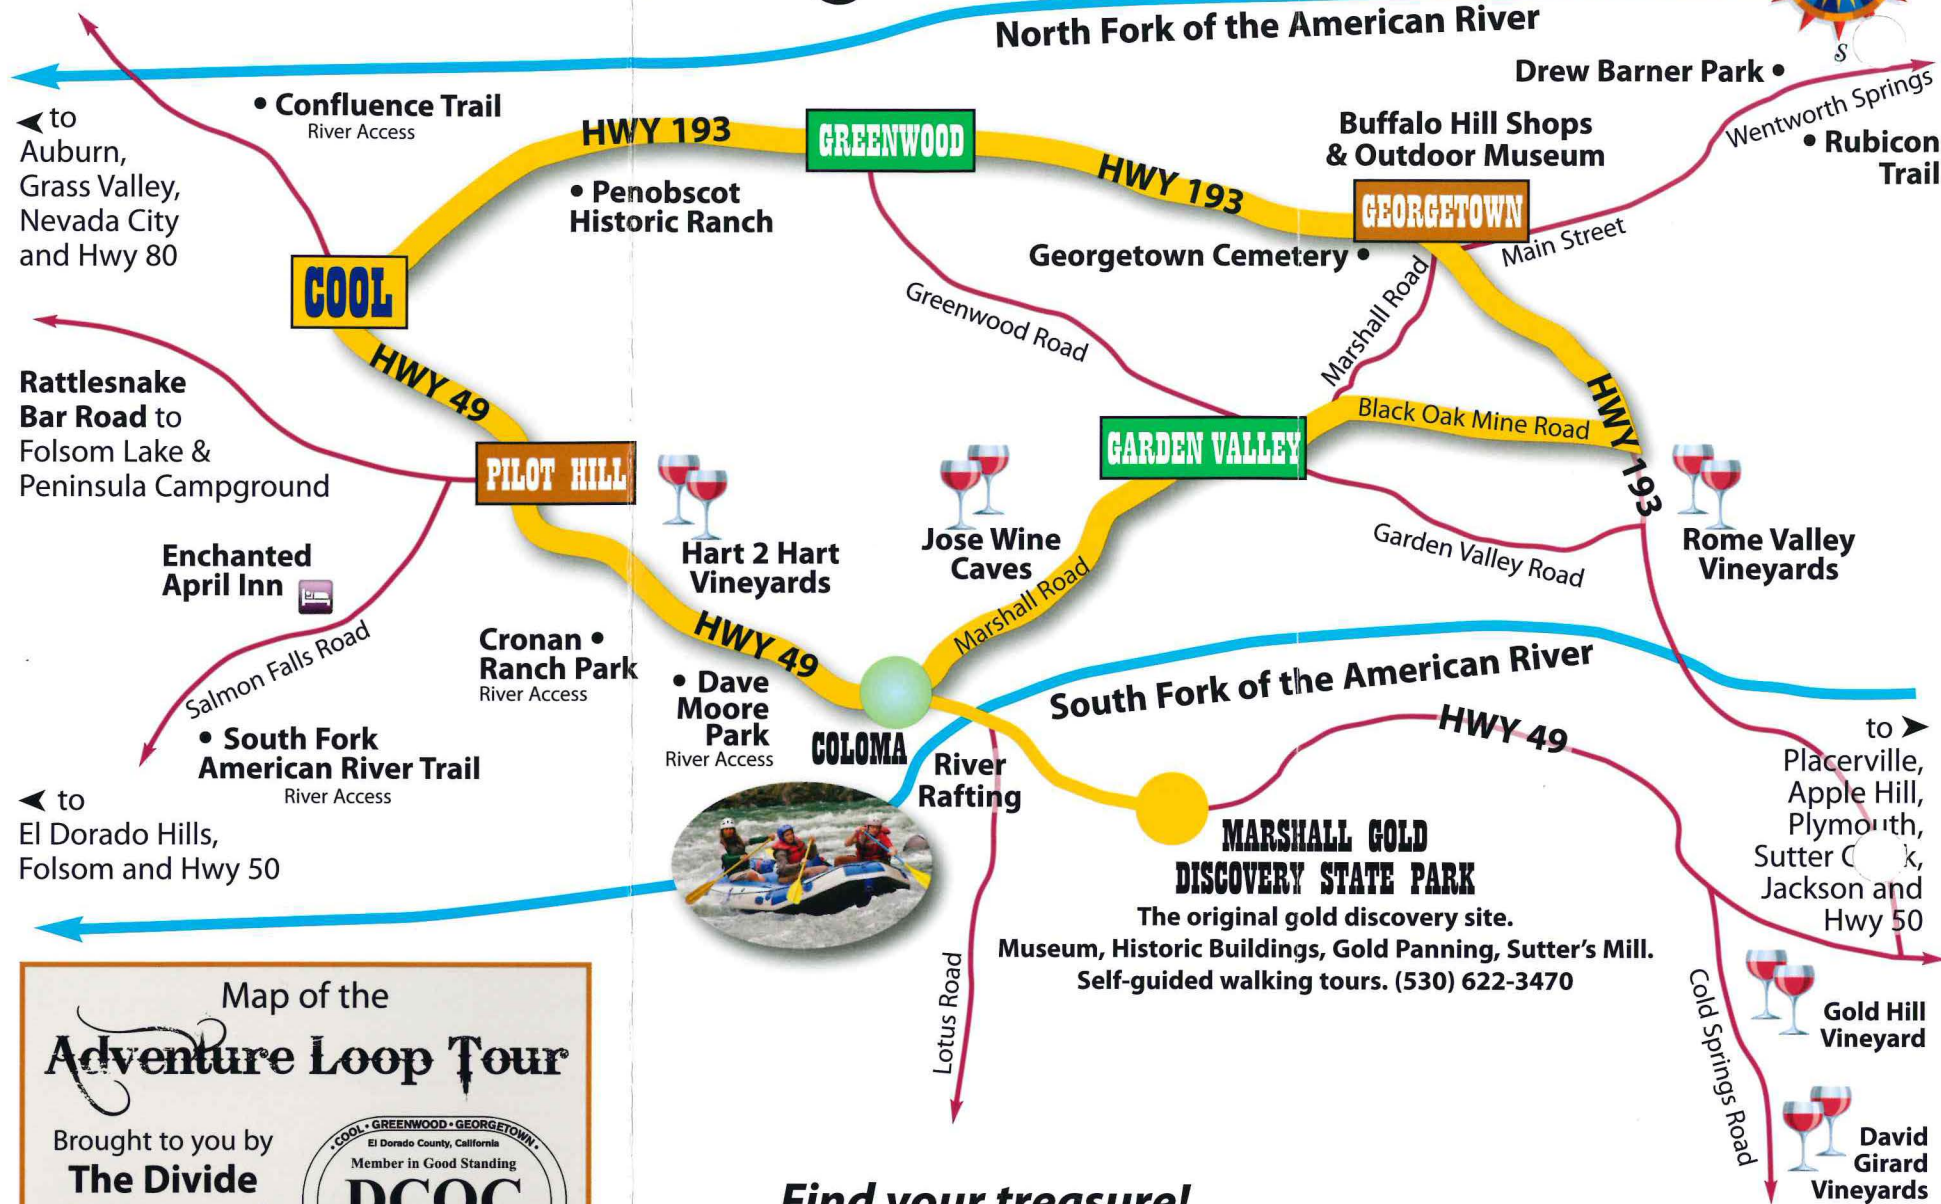 North Fork of the American River
S
Drew Barner Park •
Wentworth Springs
• Rubicon
Trail
◄ to
Auburn,
Grass Valley,
Nevada City
and Hwy 80
• Confluence Trail
River Access
HWY 193
GREENWOOD
HWY 193
Buffalo Hill Shops
& Outdoor Museum
GEORGETOWN
Main Street
• Penobscot
Historic Ranch
Georgetown Cemetery •
COOL
Greenwood Road
Marshall Road
HWY 49
Rattlesnake
Bar Road to
Folsom Lake &
Peninsula Campground
PILOT HILL
GARDEN VALLEY
Black Oak Mine Road
HWY 193
Hart 2 Hart
Vineyards
Jose Wine
Caves
Marshall Road
Garden Valley Road
Rome Valley
Vineyards
Enchanted
April Inn
Salmon Falls Road
Cronan •
Ranch Park
River Access
HWY 49
• Dave
Moore
Park
River Access
COLOMA
South Fork of the American River
HWY 49
• South Fork
American River Trail
River Access
River
Rafting
◄ to
El Dorado Hills,
Folsom and Hwy 50
to ➤
Placerville,
Apple Hill,
Plymouth,
Sutter
Jackson and
Hwy 50
MARSHALL GOLD
DISCOVERY STATE PARK
The original gold discovery site.
Museum, Historic Buildings, Gold Panning, Sutter's Mill.
Self-guided walking tours. (530) 622-3470
Lotus Road
Cold Springs Road
Gold Hill
Vineyard
David
Girard
Vineyards
Map of the
Adventure Loop Tour
Brought to you by
The Divide
• COOL • GREENWOOD • GEORGETOWN •
El Dorado County, California
Member in Good Standing
DCOC
Find your treasure!